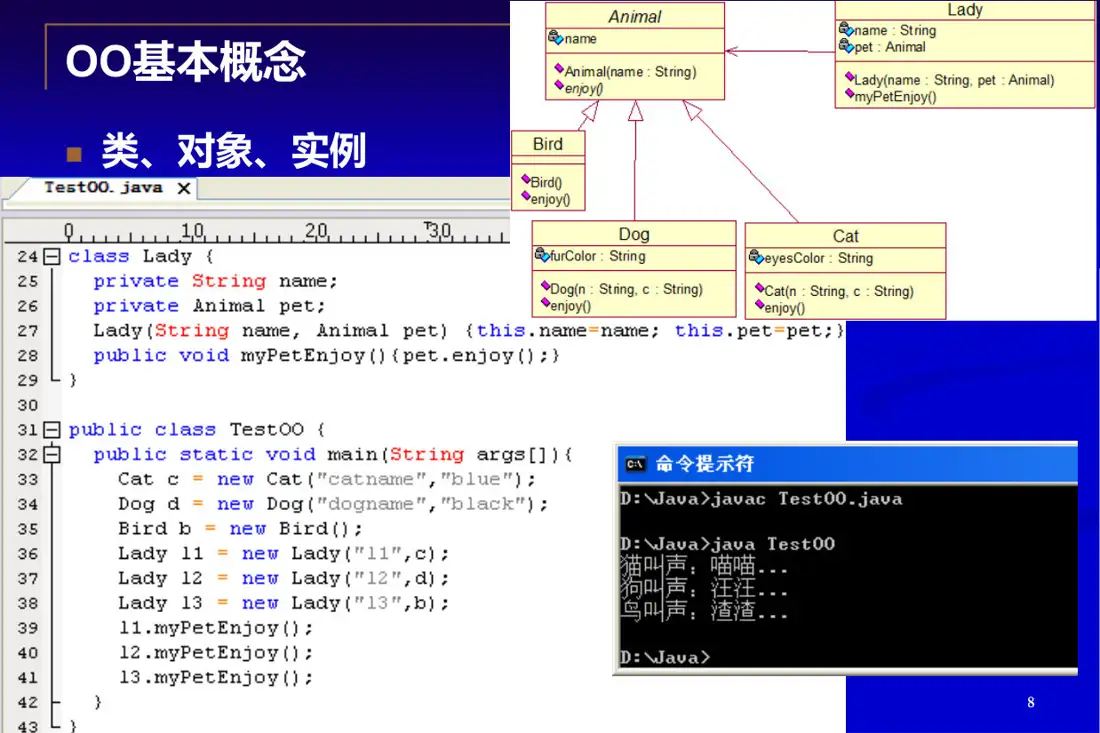 OO基本概念
类、对象、实例
Animal
name
Animal(name : String)
enjoy()
Lady
name : String
pet : Animal
Lady(name : String, pet : Animal)
myPetEnjoy()
Bird
Bird()
enjoy()
Dog
furColor : String
Dog(n : String, c : String)
enjoy()
Cat
eyesColor : String
Cat(n : String, c : String)
enjoy()
TestOO.java
0 10 20 30
24 class Lady {
25 private String name;
26 private Animal pet;
27 Lady(String name, Animal pet) {this.name=name; this.pet=pet;}
28 public void myPetEnjoy(){pet.enjoy();}
29 }
30
31 public class TestOO {
32 public static void main(String args[]){
33 Cat c = new Cat("catname","blue");
34 Dog d = new Dog("dogname","black");
35 Bird b = new Bird();
36 Lady l1 = new Lady("l1",c);
37 Lady l2 = new Lady("l2",d);
38 Lady l3 = new Lady("l3",b);
39 l1.myPetEnjoy();
40 l2.myPetEnjoy();
41 l3.myPetEnjoy();
42 }
43 }
C:\ 命令提示符
D:\Java>javac TestOO.java
D:\Java>java TestOO
猫叫声：喵喵...
狗叫声：汪汪...
鸟叫声：渣渣...
D:\Java>
8